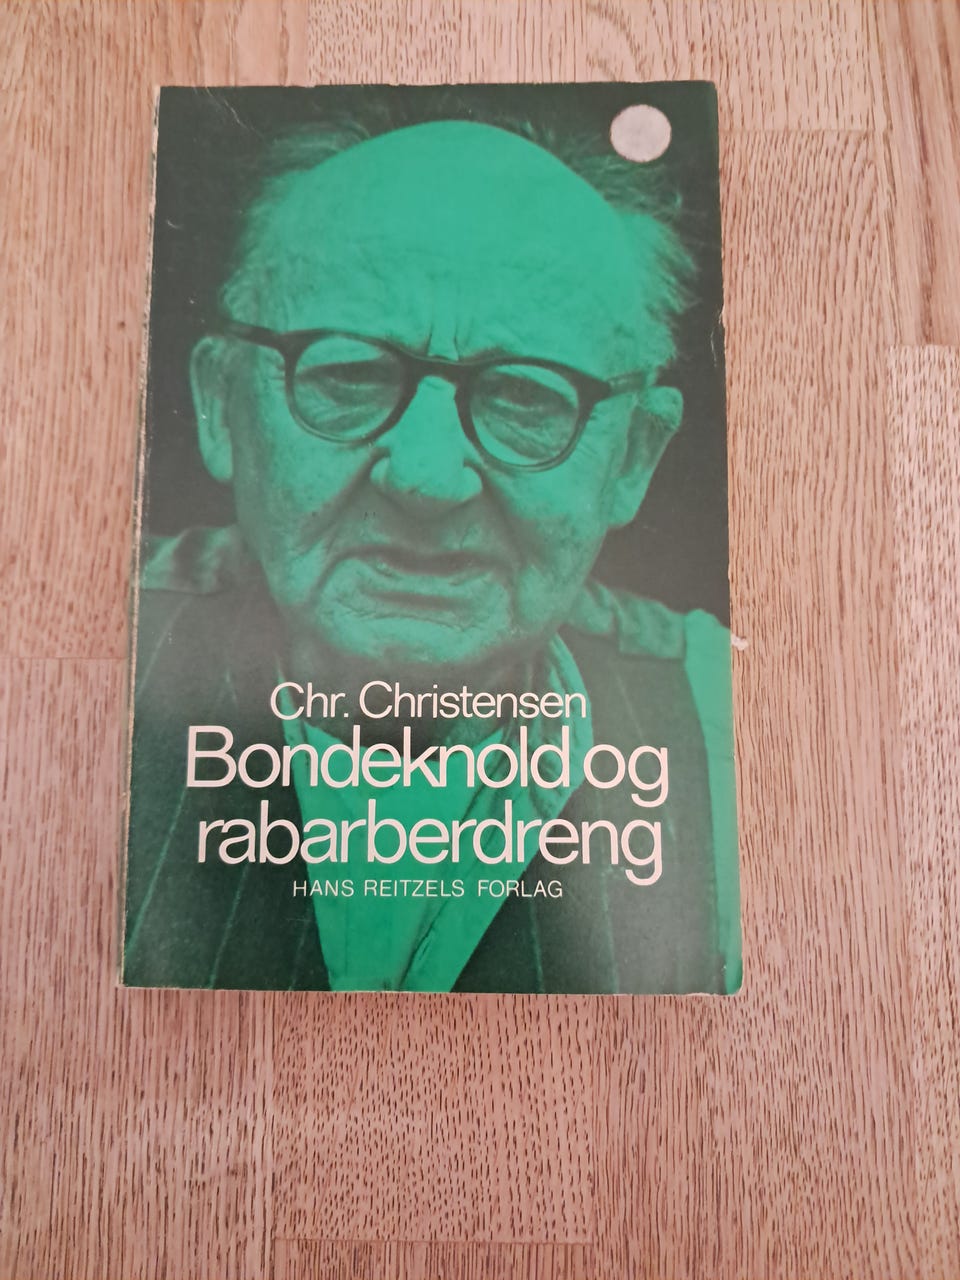 Chr. Christensen
Bondeknold og
rabarberdreng
HANS REITZELS FORLAG